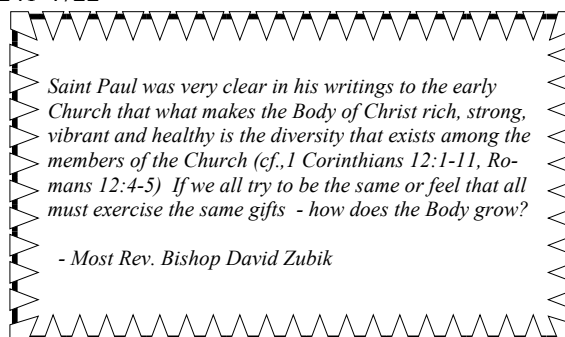 Saint Paul was very clear in his writings to the early
Church that what makes the Body of Christ rich, strong,
vibrant and healthy is the diversity that exists among the
members of the Church (cf.,1 Corinthians 12:1-11, Ro-
mans 12:4-5)  If we all try to be the same or feel that all
must exercise the same gifts  - how does the Body grow?
- Most Rev. Bishop David Zubik